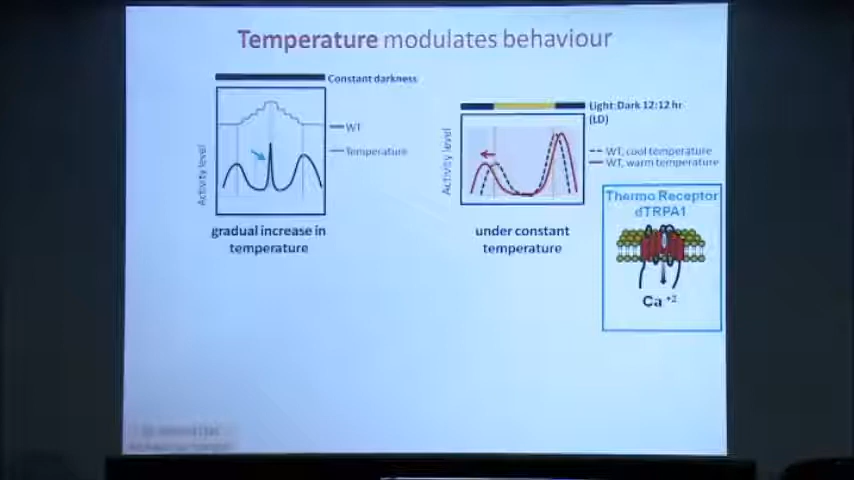 Temperature modulates behaviour
Constant darkness
WT
Temperature
Activity level
gradual increase in
temperature
Light:Dark 12:12 hr
(LD)
WT, cool temperature
WT, warm temperature
Activity level
under constant
temperature
Thermo Receptor
dTRPA1
Ca +2